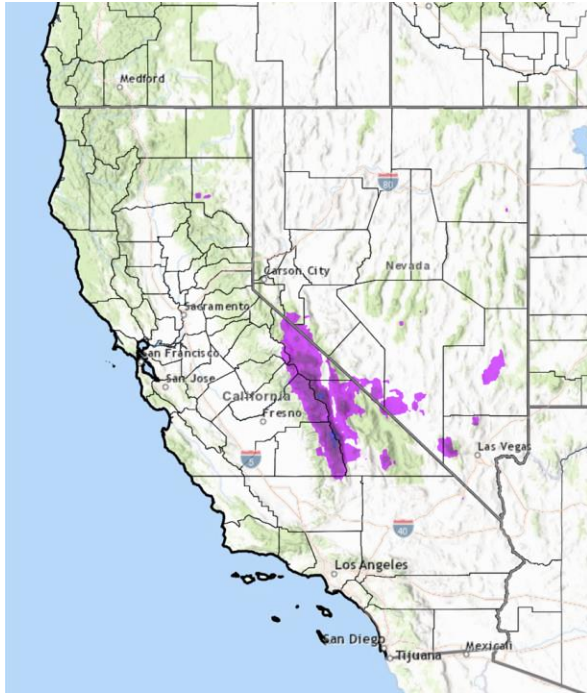 Medford
80
Nevada
Carson City
Sacramento
San Francisco
San Jose
California
Fresno
5
Las Vegas
40
Los Angeles
San Diego
Tijuana
Mexicali